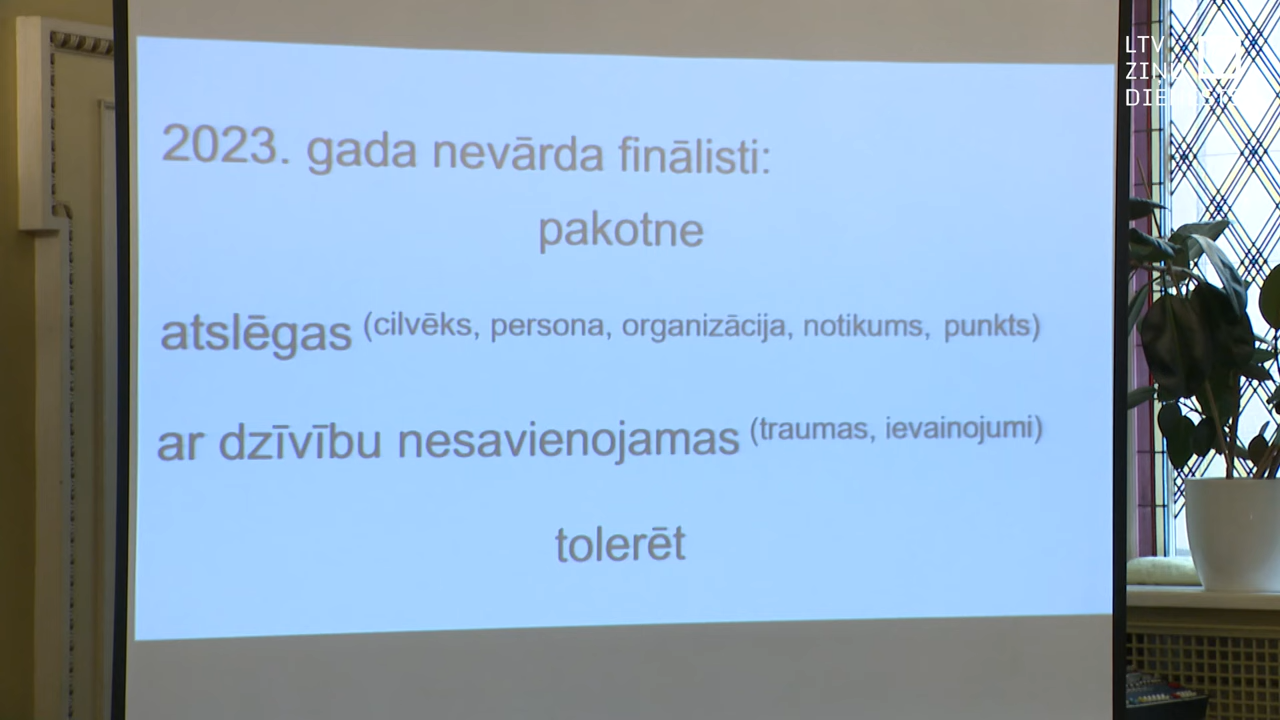 2023. gada nevārda finālisti:
pakotne
atslēgas (cilvēks, persona, organizācija, notikums, punkts)
ar dzīvību nesavienojamas (traumas, ievainojumi)
tolerēt
LTV
ZIŅU
DIENESTS